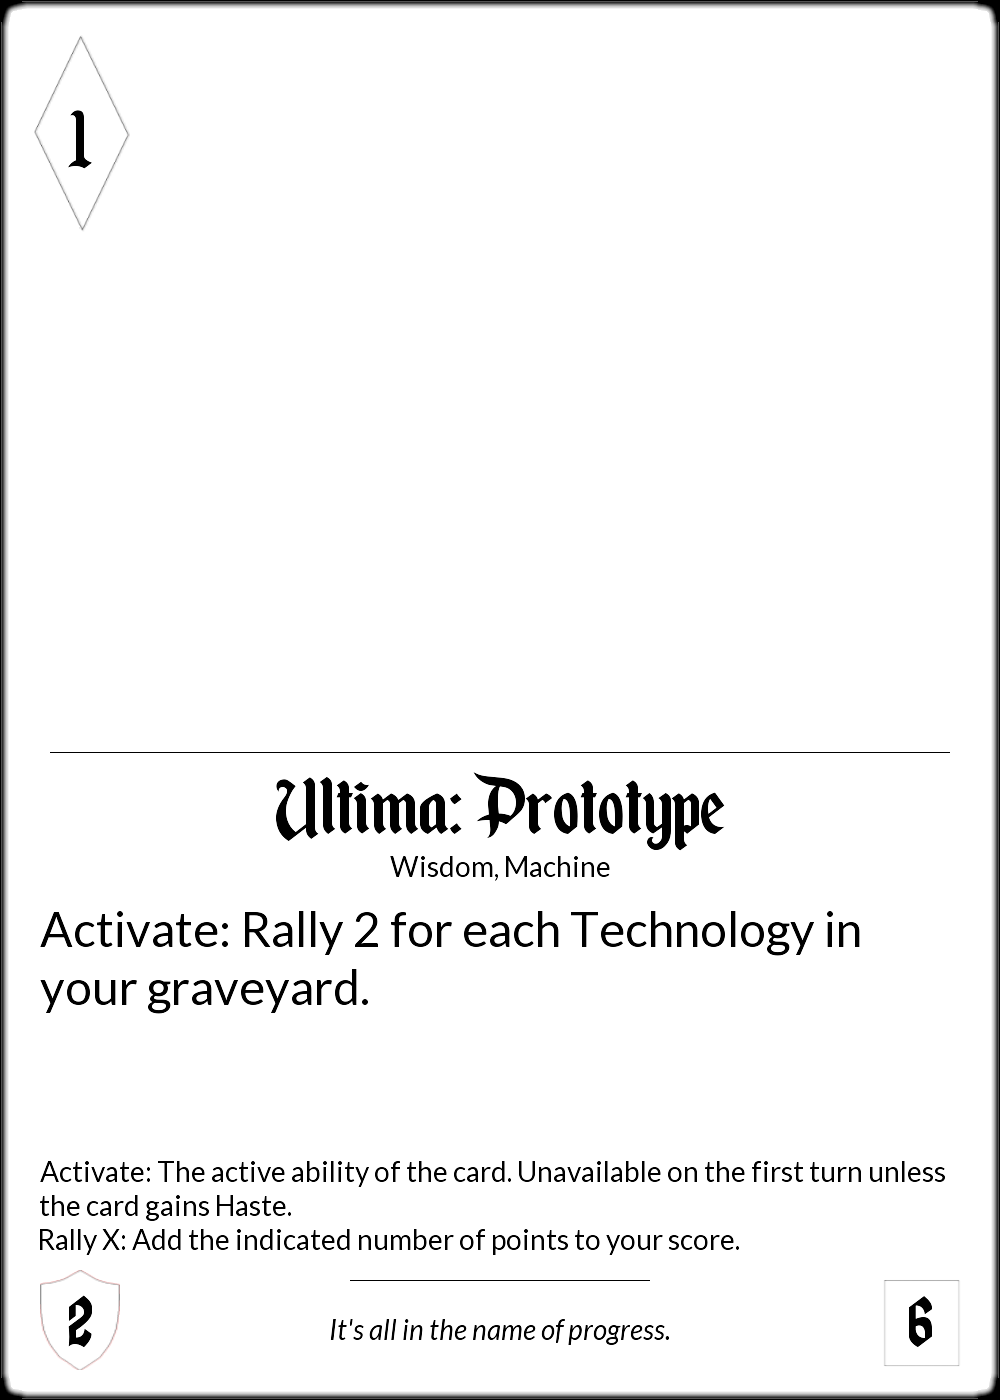 1
Ultima: Prototype
Wisdom, Machine
Activate: Rally 2 for each Technology in
your graveyard.
Activate: The active ability of the card. Unavailable on the first turn unless
the card gains Haste.
Rally X: Add the indicated number of points to your score.
2
It's all in the name of progress.
6